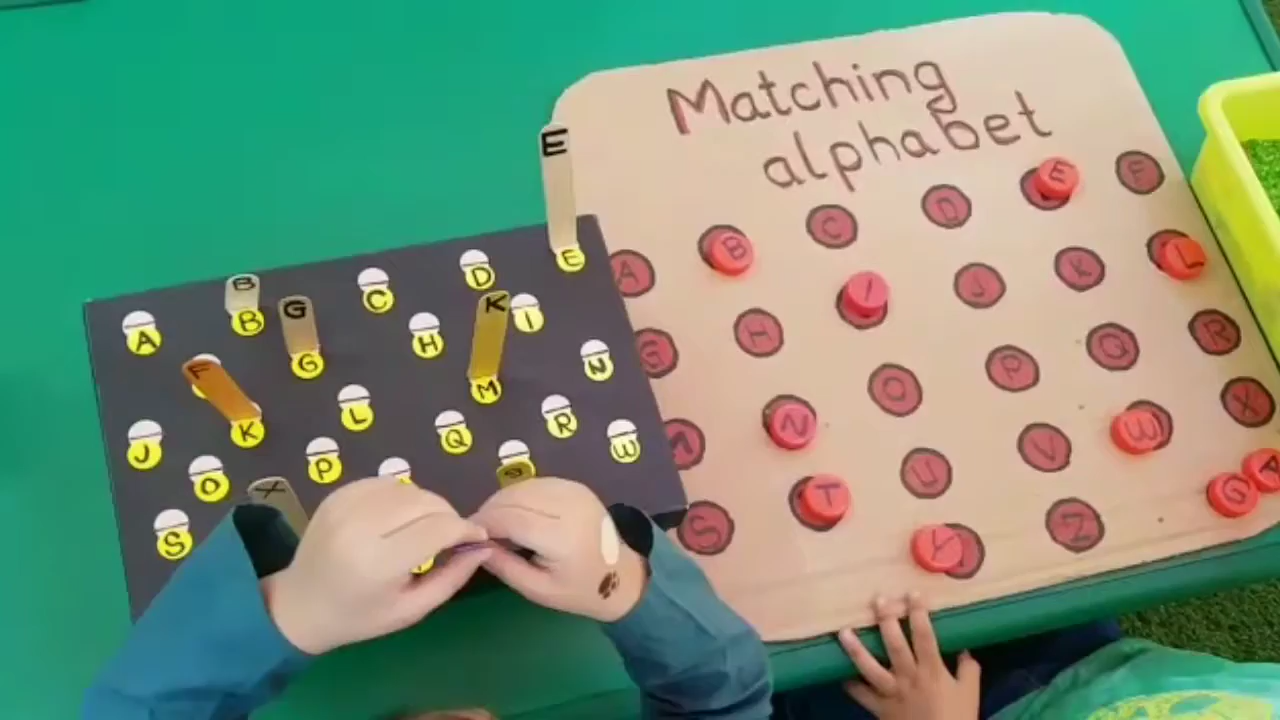 Matching
alphabet
E
B
G
C
D
K
A
B
G
C
H
D
M
I
E
N
F
K
L
J
O
P
Q
R
W
S
X
A
B
C
D
E
F
G
H
I
J
K
L
N
O
P
Q
R
S
T
U
V
W
X
Y
Z
G
A